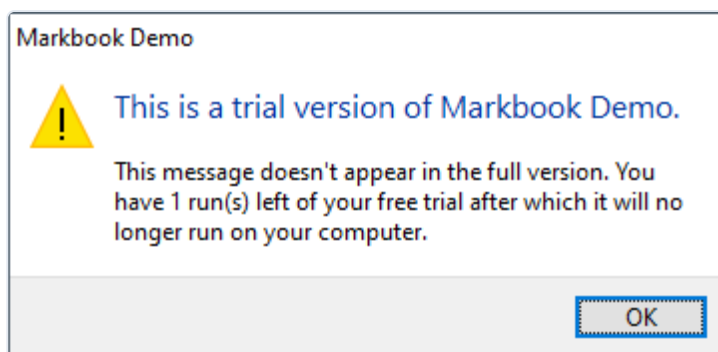 Markbook Demo
This is a trial version of Markbook Demo.
This message doesn't appear in the full version. You
have 1 run(s) left of your free trial after which it will no
longer run on your computer.
OK